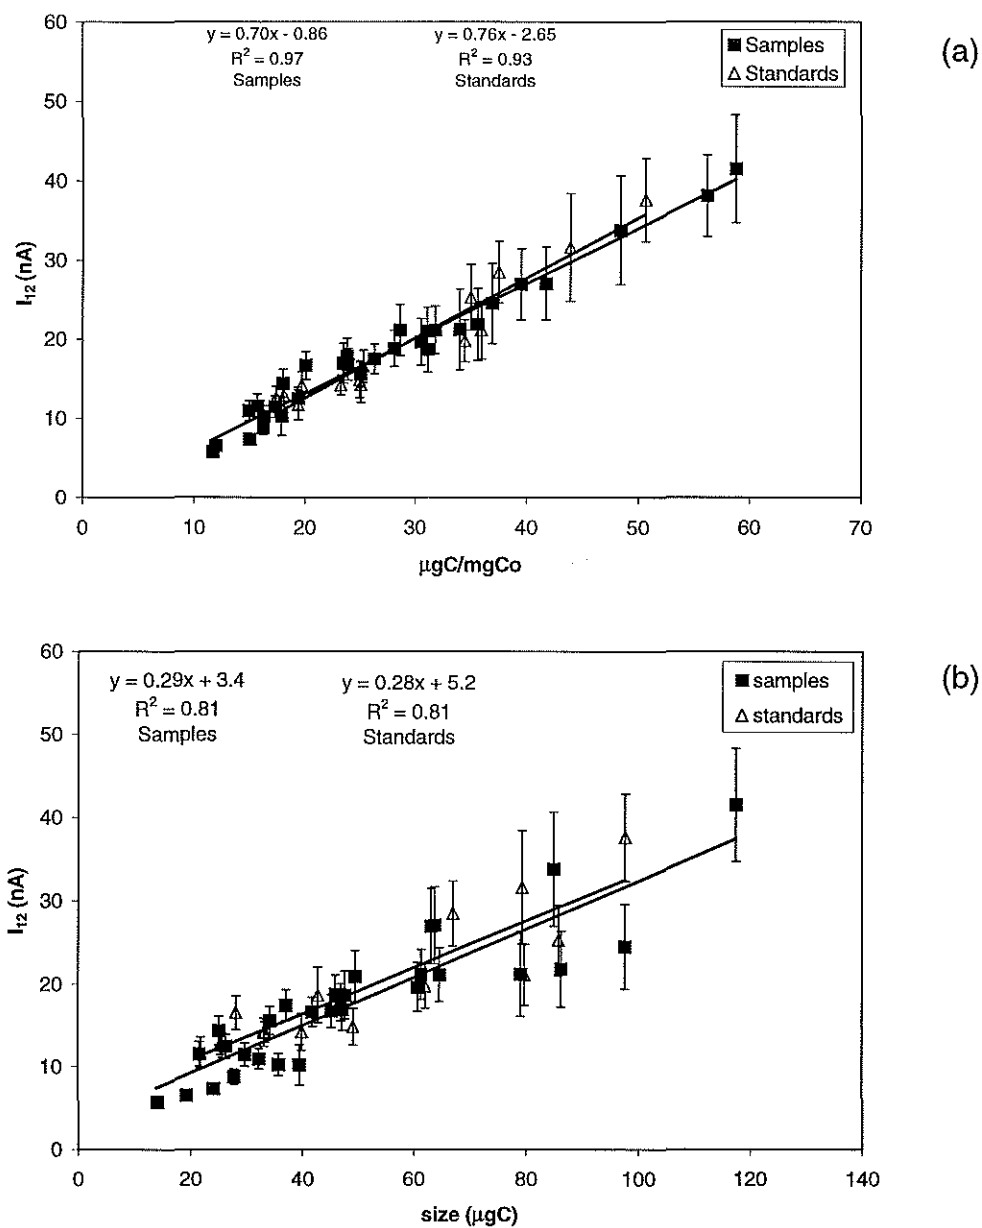 60
50
40
30
20
10
0
I12 (nA)
y = 0.70x - 0.86
R² = 0.97
Samples
y = 0.76x - 2.65
R² = 0.93
Standards
■ Samples
△ Standards
(a)
0 10 20 30 40 50 60 70
µgC/mgCo
60
50
40
30
20
10
0
I12 (nA)
y = 0.29x + 3.4
R² = 0.81
Samples
y = 0.28x + 5.2
R² = 0.81
Standards
■ samples
△ standards
(b)
0 20 40 60 80 100 120 140
size (µgC)